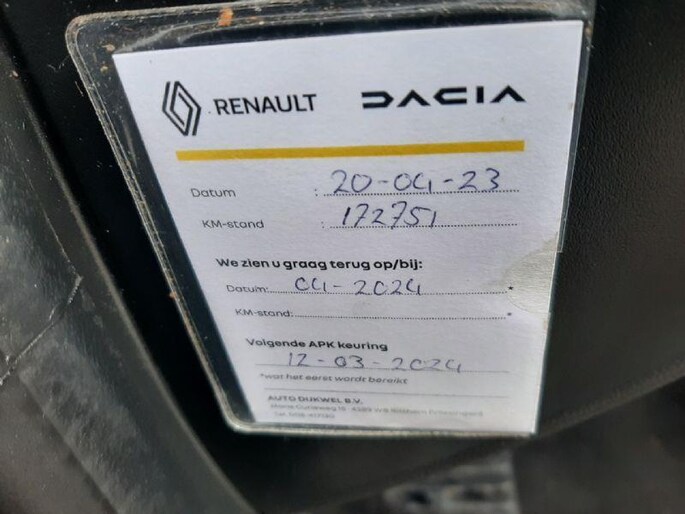 RENAULT DACIA
Datum : 20-04-23
KM-stand : 172751
We zien u graag terug op/bij:
Datum: 04-2024 *
KM-stand: *
Volgende APK keuring
12-03-2024
*wat het eerst wordt bereikt
AUTO DIJKWEL B.V.